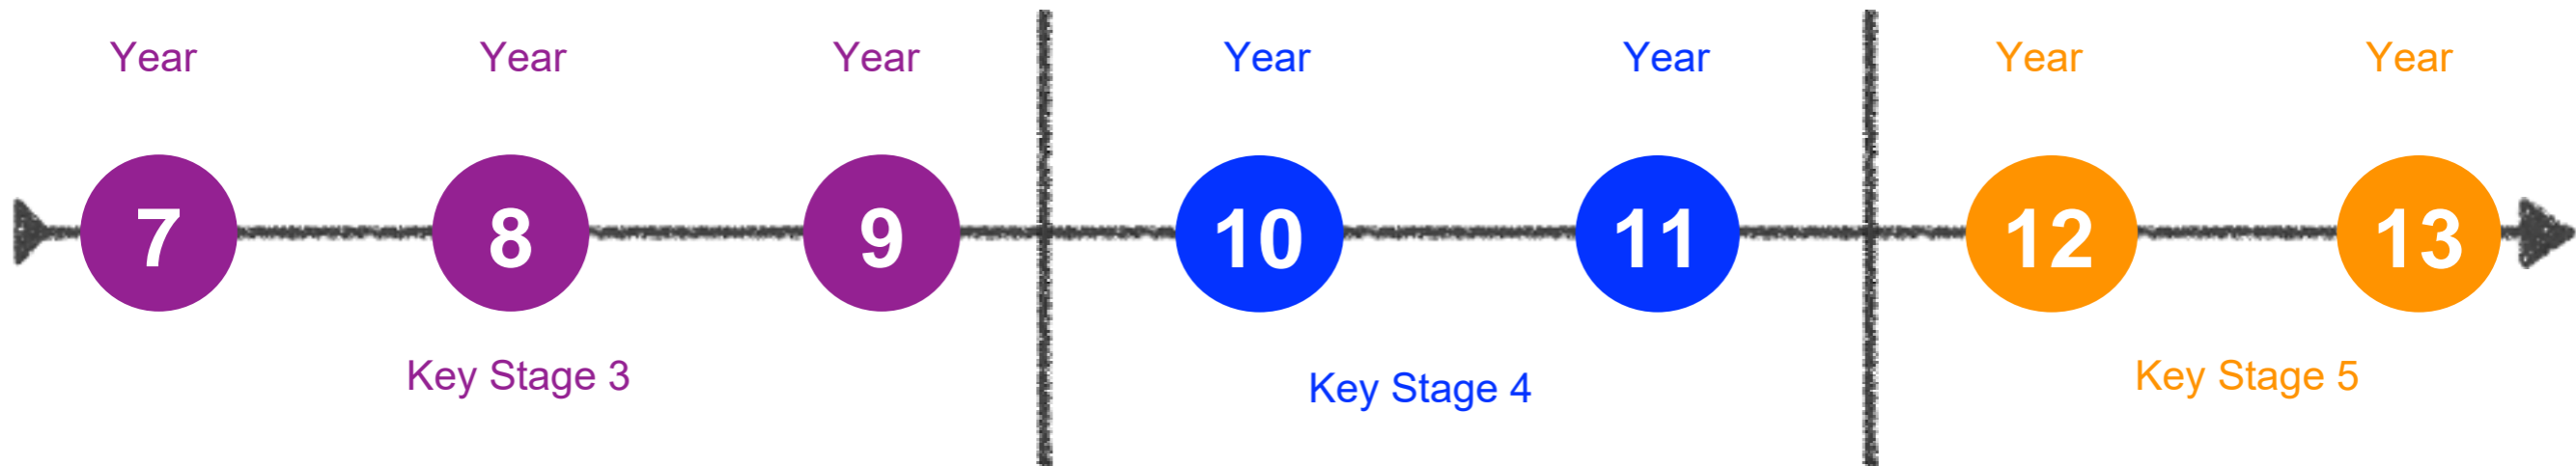 Year Year Year Year Year Year Year
7 8 9 10 11 12 13
Key Stage 3 Key Stage 4 Key Stage 5